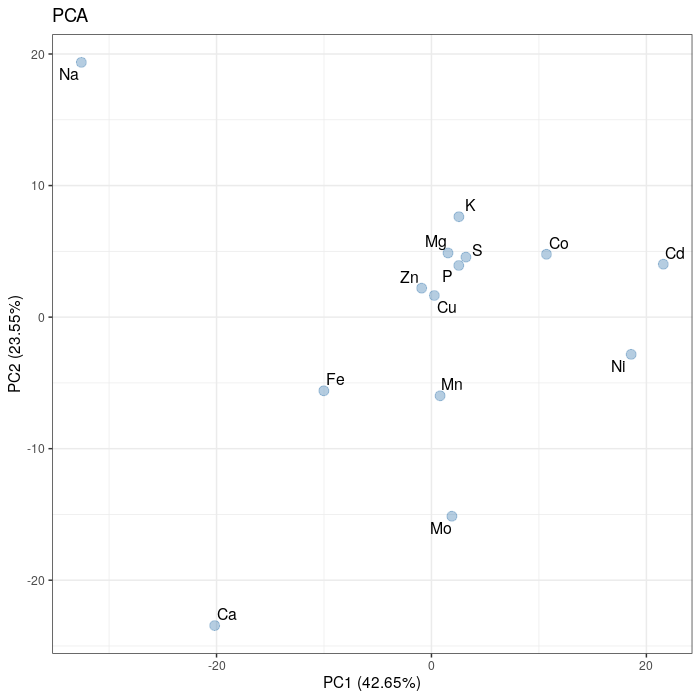 PCA
20
Na
K
Mg
S
Co
Cd
10
P
Zn
Cu
0
Ni
Fe
Mn
-10
Mo
-20
Ca
-20
0
20
PC1 (42.65%)
PC2 (23.55%)